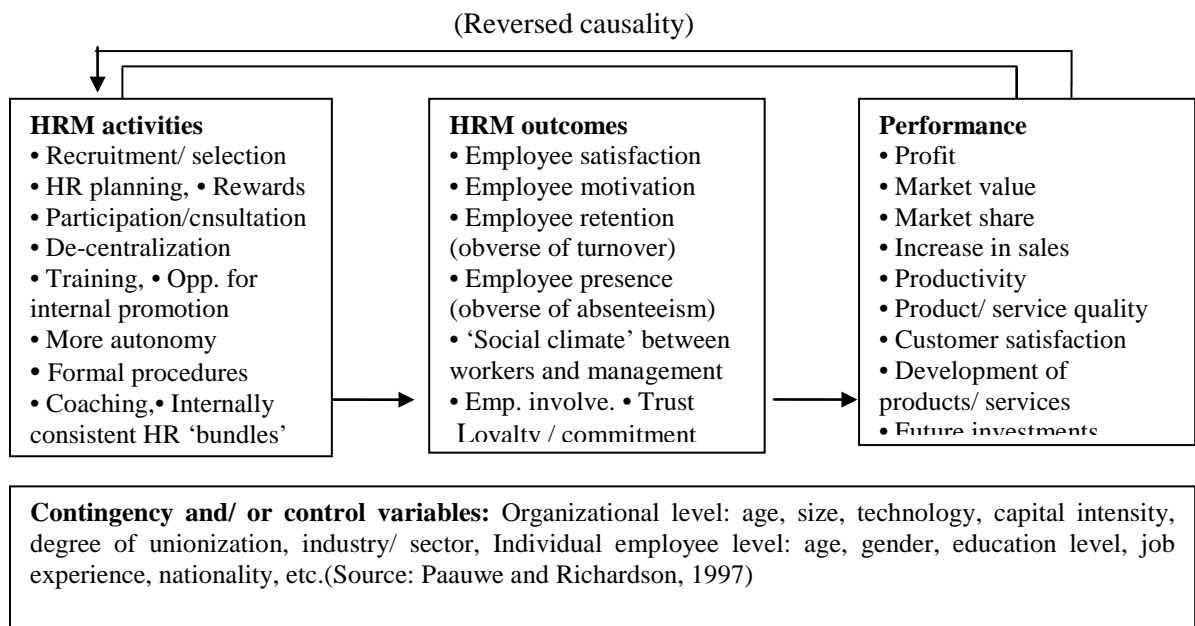 (Reversed causality)
HRM activities
• Recruitment/ selection
• HR planning, • Rewards
• Participation/cnsultation
• De-centralization
• Training, • Opp. for
internal promotion
• More autonomy
• Formal procedures
• Coaching,• Internally
consistent HR ‘bundles’
HRM outcomes
• Employee satisfaction
• Employee motivation
• Employee retention
(obverse of turnover)
• Employee presence
(obverse of absenteeism)
• ‘Social climate’ between
workers and management
• Emp. involve. • Trust
Loyalty / commitment
Performance
• Profit
• Market value
• Market share
• Increase in sales
• Productivity
• Product/ service quality
• Customer satisfaction
• Development of
products/ services
• Future investments
Contingency and/ or control variables: Organizational level: age, size, technology, capital intensity,
degree of unionization, industry/ sector, Individual employee level: age, gender, education level, job
experience, nationality, etc.(Source: Paauwe and Richardson, 1997)